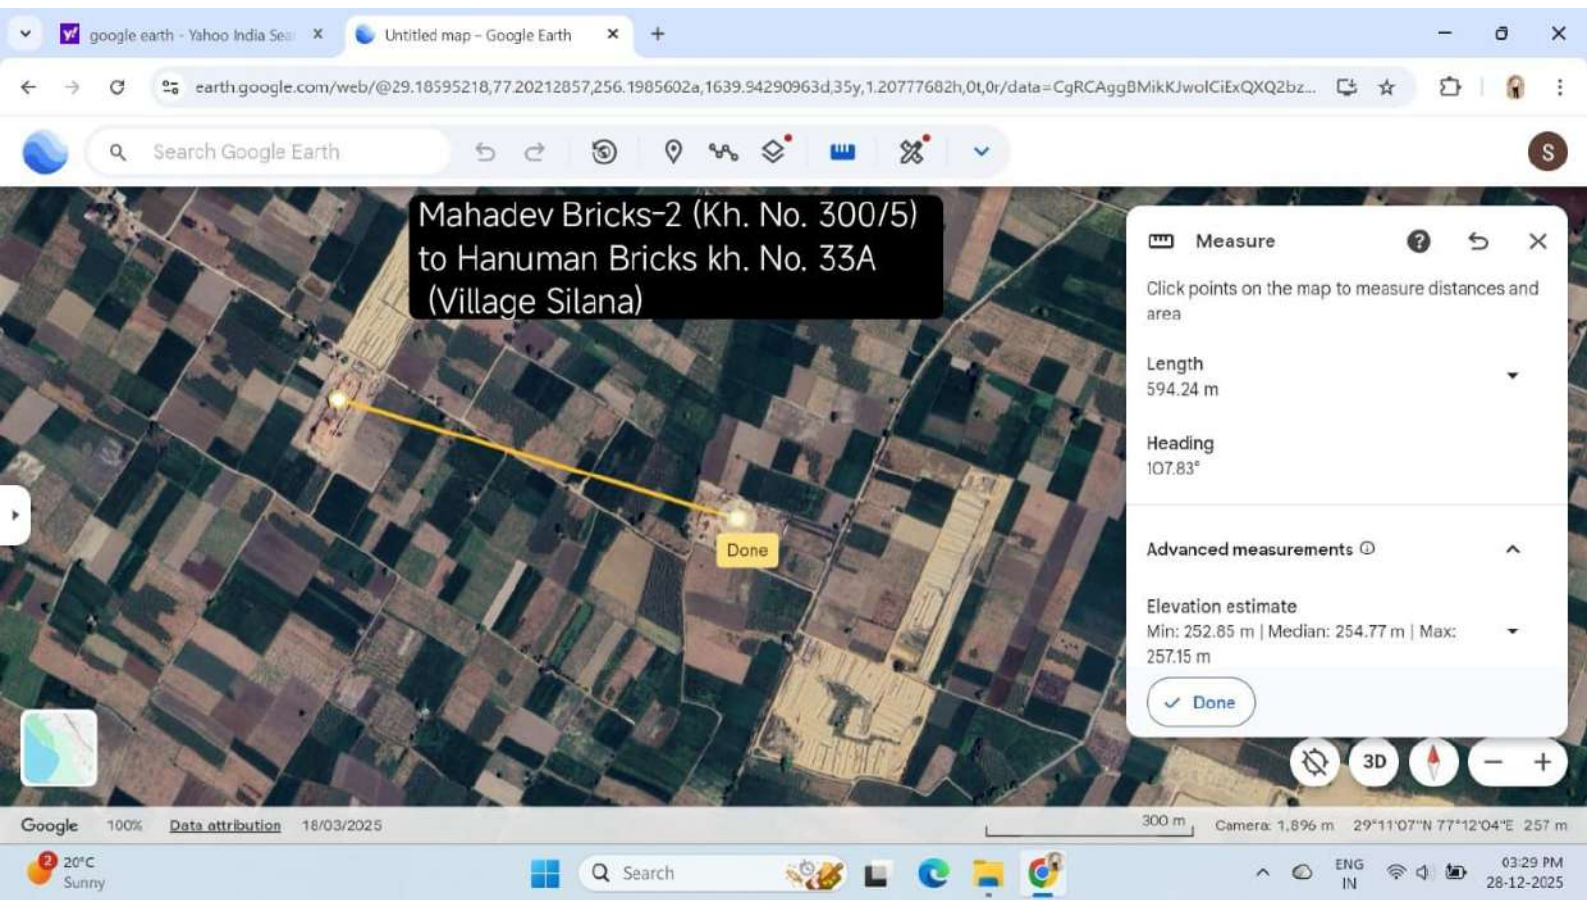 google earth - Yahoo India Sea
Untitled map - Google Earth
earth.google.com/web/@29.18595218,77.20212857,256.1985602a,1639.94290963d,35y,1.20777682h,0t,0r/data=CgRCAggBMikKJwolCiExQXQ2bz...
Search Google Earth
S
Mahadev Bricks-2 (Kh. No. 300/5)
to Hanuman Bricks kh. No. 33A
(Village Silana)
Done
Measure
Click points on the map to measure distances and
area
Length
594.24 m
Heading
107.83°
Advanced measurements
Elevation estimate
Min: 252.85 m | Median: 254.77 m | Max:
257.15 m
Done
3D
Google 100% Data attribution 18/03/2025
300 m Camera: 1,896 m 29°11'07"N 77°12'04"E 257 m
2
20°C
Sunny
Search
ENG
IN
03:29 PM
28-12-2025